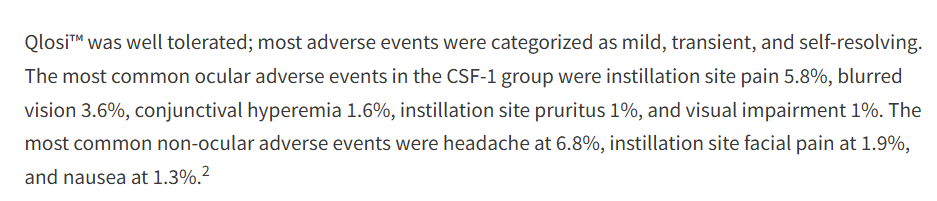 Qlosi™ was well tolerated; most adverse events were categorized as mild, transient, and self-resolving.
The most common ocular adverse events in the CSF-1 group were instillation site pain 5.8%, blurred
vision 3.6%, conjunctival hyperemia 1.6%, instillation site pruritus 1%, and visual impairment 1%. The
most common non-ocular adverse events were headache at 6.8%, instillation site facial pain at 1.9%,
and nausea at 1.3%.²